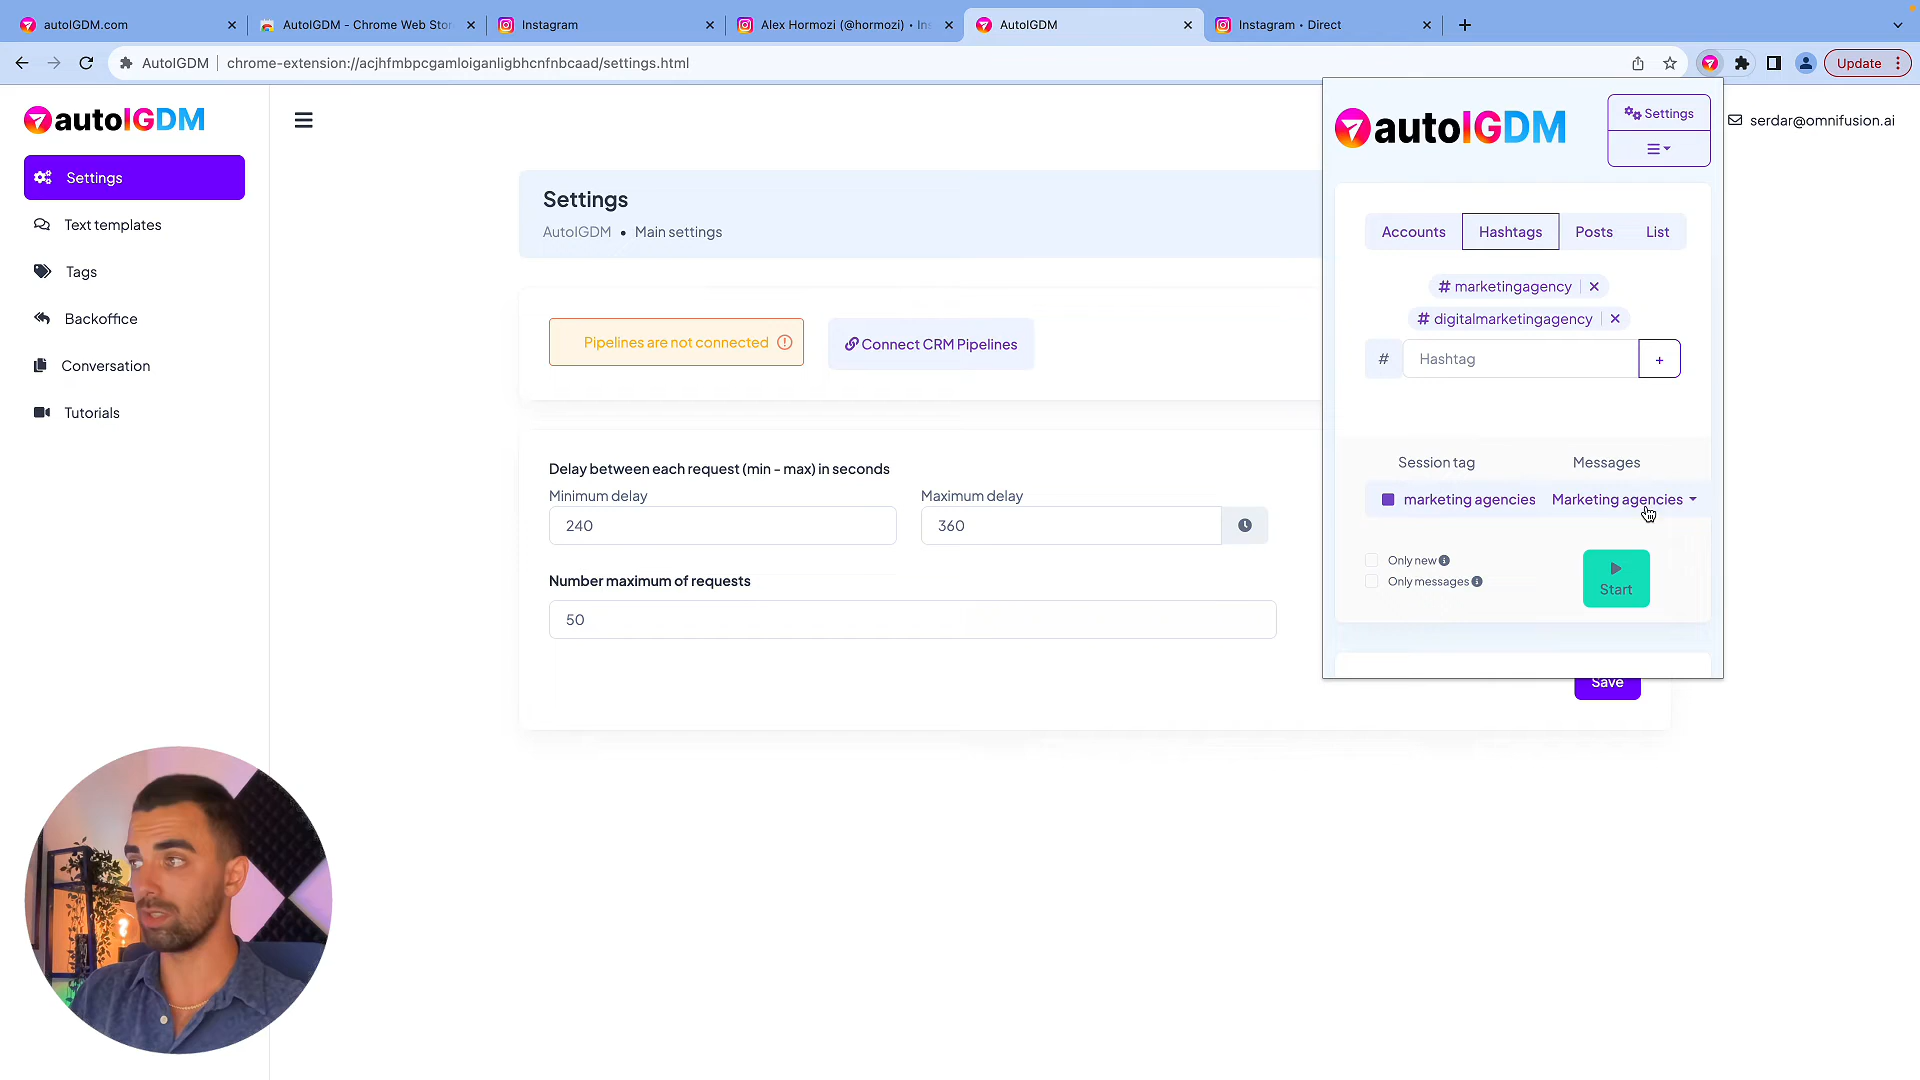 autoIGDM.com
AutoIGDM - Chrome Web Stor
Instagram
Alex Hormozi (@hormozi) • Ins
AutoIGDM
Instagram • Direct
AutoIGDM
chrome-extension://acjhfmbpcgamloiganligbhcnfnbcaad/settings.html
Update
autoIGDM
Settings
Text templates
Tags
Backoffice
Conversation
Tutorials
serdar@omnifusion.ai
Settings
AutoIGDM • Main settings
Pipelines are not connected
Connect CRM Pipelines
Delay between each request (min - max) in seconds
Minimum delay
Maximum delay
240
360
Number maximum of requests
50
Save
autoIGDM
Settings
Accounts
Hashtags
Posts
List
# marketingagency
# digitalmarketingagency
# Hashtag +
Session tag
Messages
marketing agencies
Marketing agencies
Only new
Only messages
Start